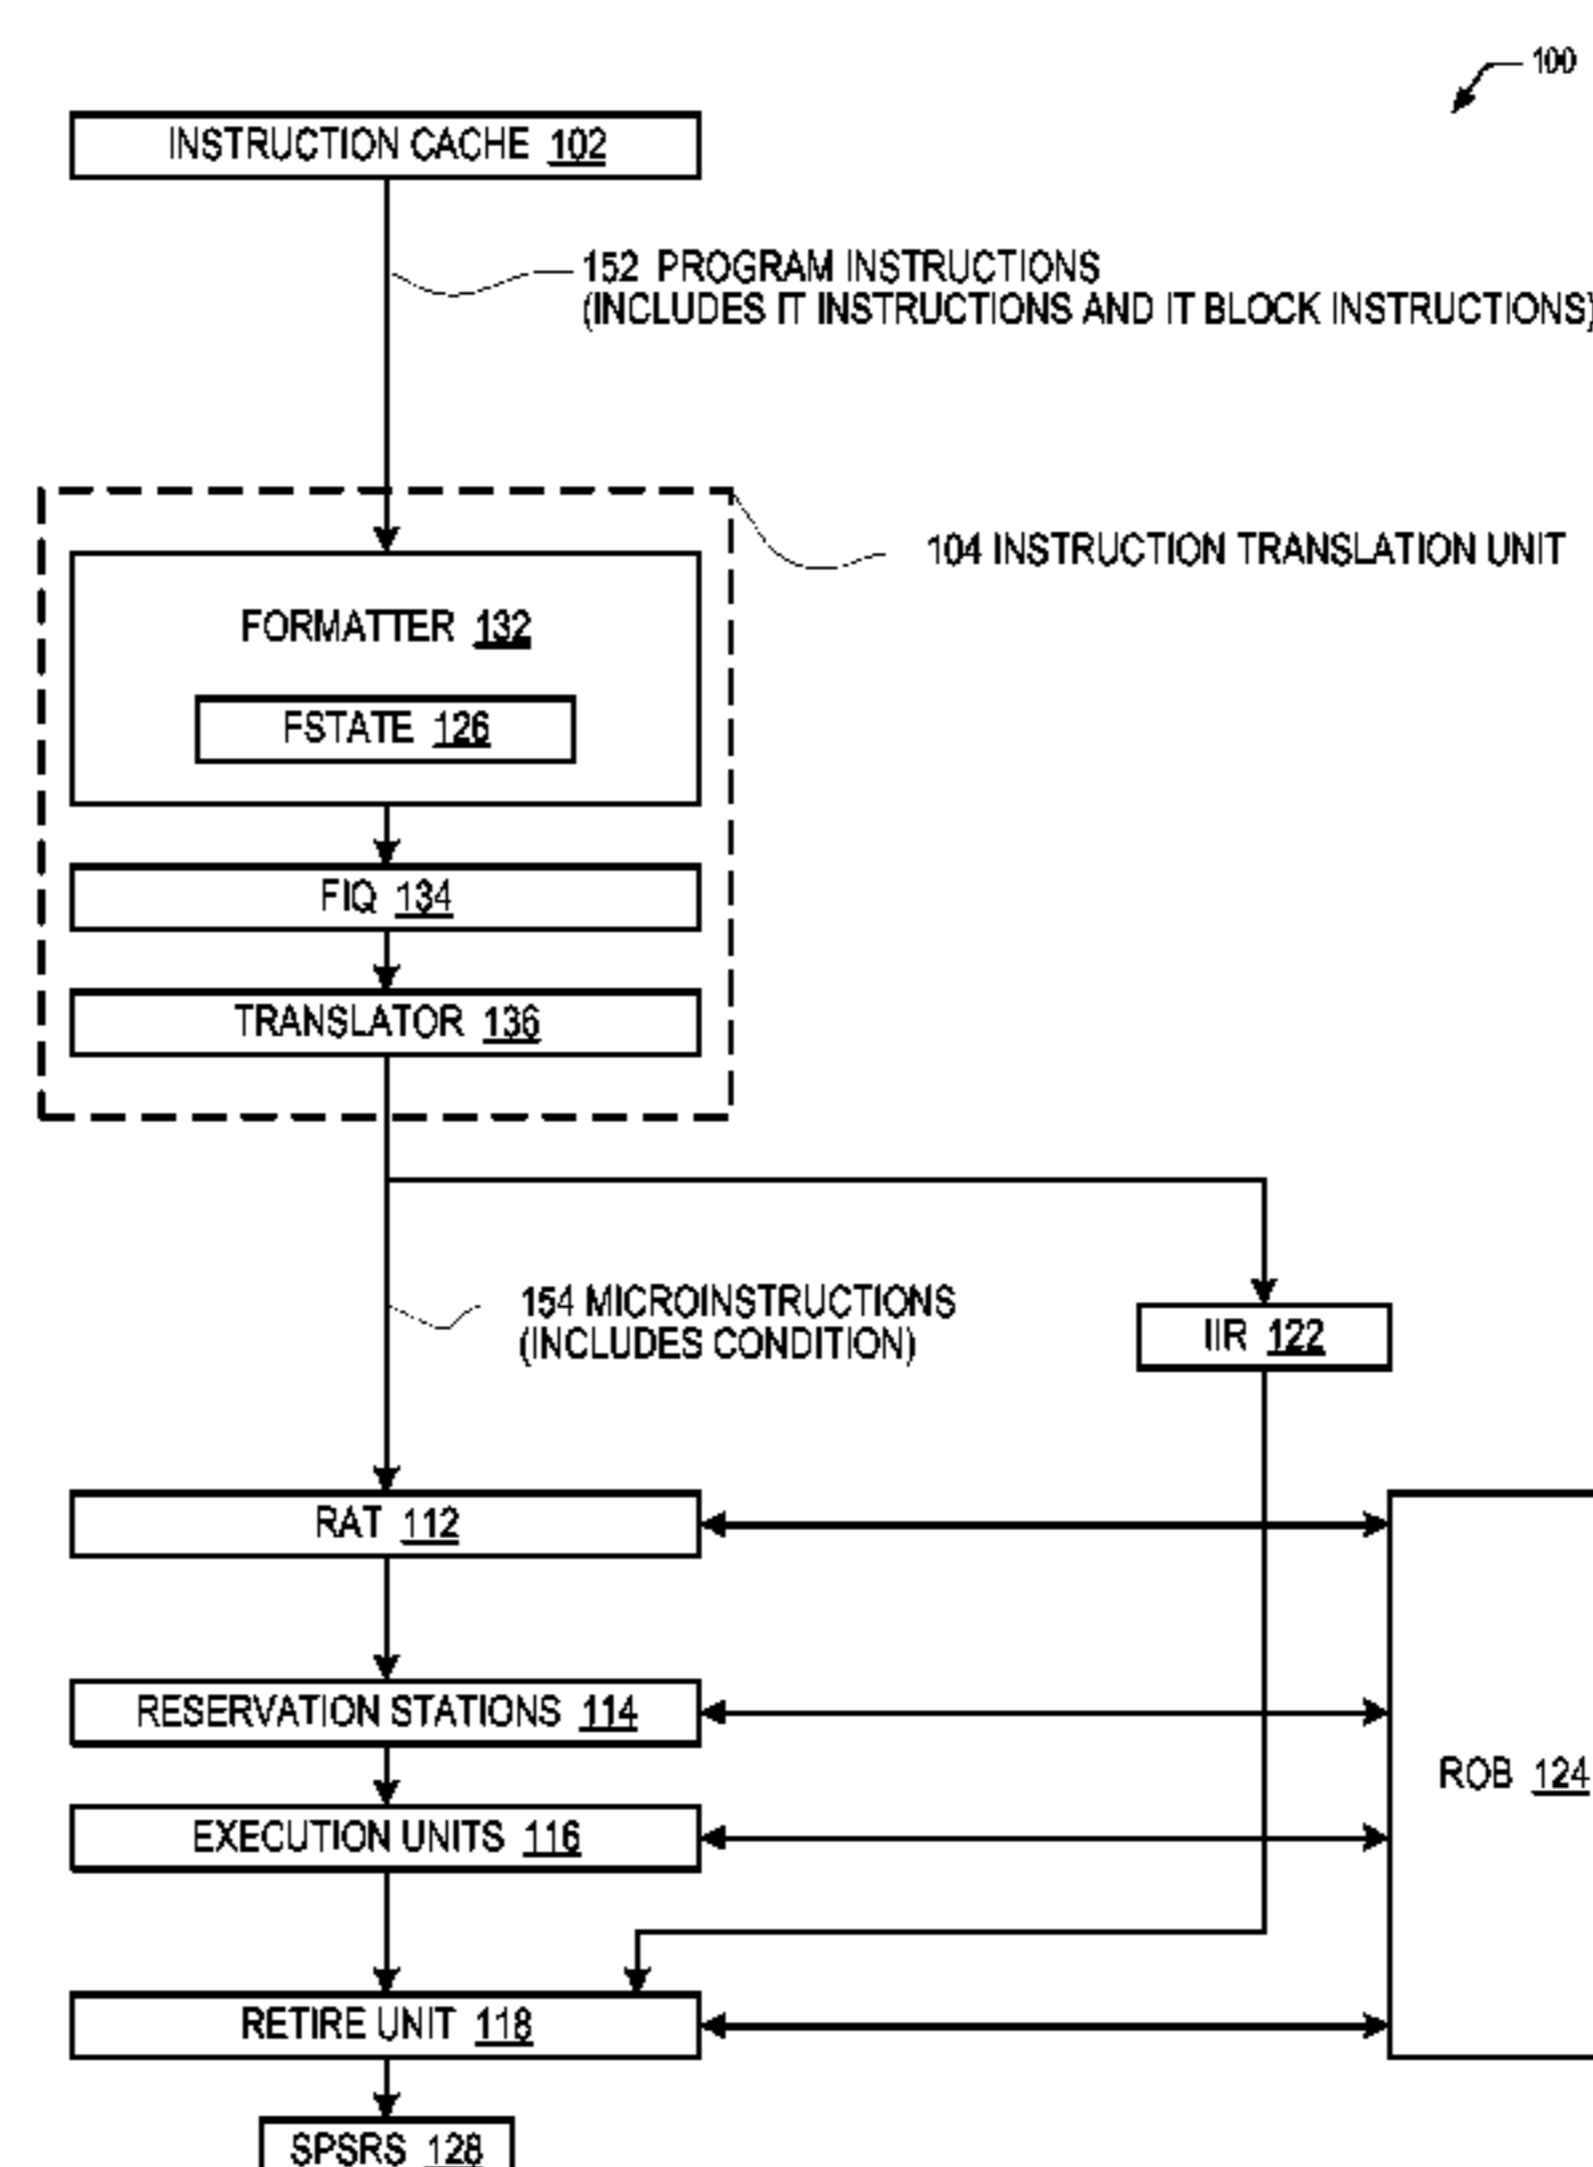 100
INSTRUCTION CACHE 102
152 PROGRAM INSTRUCTIONS
(INCLUDES IT INSTRUCTIONS AND IT BLOCK INSTRUCTIONS)
104 INSTRUCTION TRANSLATION UNIT
FORMATTER 132
FSTATE 126
FIQ 134
TRANSLATOR 136
154 MICROINSTRUCTIONS
(INCLUDES CONDITION)
IIR 122
RAT 112
RESERVATION STATIONS 114
ROB 124
EXECUTION UNITS 116
RETIRE UNIT 118
SPSRS 128